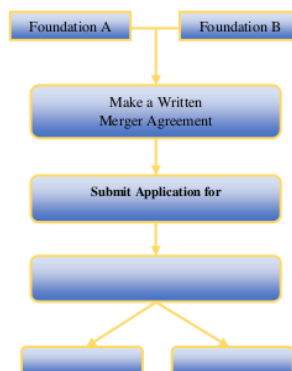 Foundation A
Foundation B
Make a Written
Merger Agreement
Submit Application for